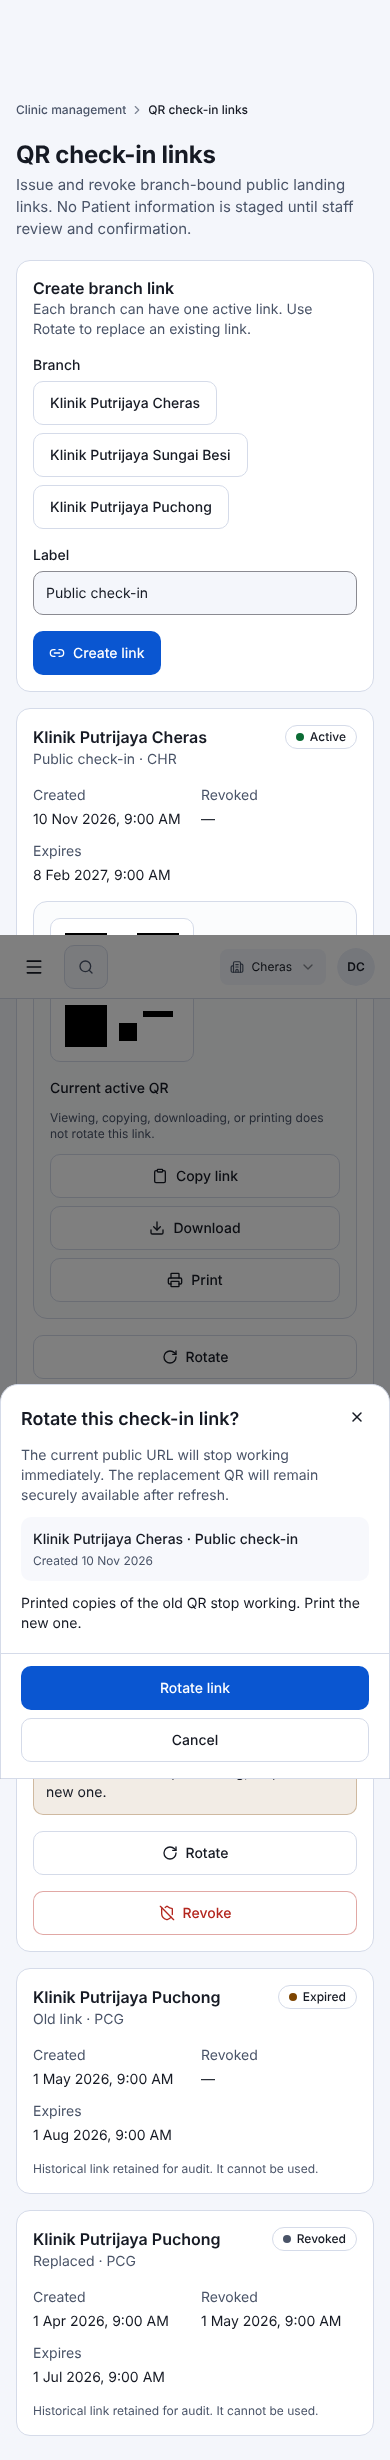 Clinic management > QR check-in links
QR check-in links
Issue and revoke branch-bound public landing
links. No Patient information is staged until staff
review and confirmation.
Create branch link
Each branch can have one active link. Use
Rotate to replace an existing link.
Branch
Klinik Putrijaya Cheras
Klinik Putrijaya Sungai Besi
Klinik Putrijaya Puchong
Label
Public check-in
Create link
Klinik Putrijaya Cheras
Active
Public check-in · CHR
Created
Revoked
10 Nov 2026, 9:00 AM
—
Expires
8 Feb 2027, 9:00 AM
Cheras
DC
Current active QR
Viewing, copying, downloading, or printing does
not rotate this link.
Copy link
Download
Print
Rotate
Rotate this check-in link?
The current public URL will stop working
immediately. The replacement QR will remain
securely available after refresh.
Klinik Putrijaya Cheras · Public check-in
Created 10 Nov 2026
Printed copies of the old QR stop working. Print the
new one.
Rotate link
Cancel
new one.
Rotate
Revoke
Klinik Putrijaya Puchong
Expired
Old link · PCG
Created
Revoked
1 May 2026, 9:00 AM
—
Expires
1 Aug 2026, 9:00 AM
Historical link retained for audit. It cannot be used.
Klinik Putrijaya Puchong
Revoked
Replaced · PCG
Created
Revoked
1 Apr 2026, 9:00 AM
1 May 2026, 9:00 AM
Expires
1 Jul 2026, 9:00 AM
Historical link retained for audit. It cannot be used.